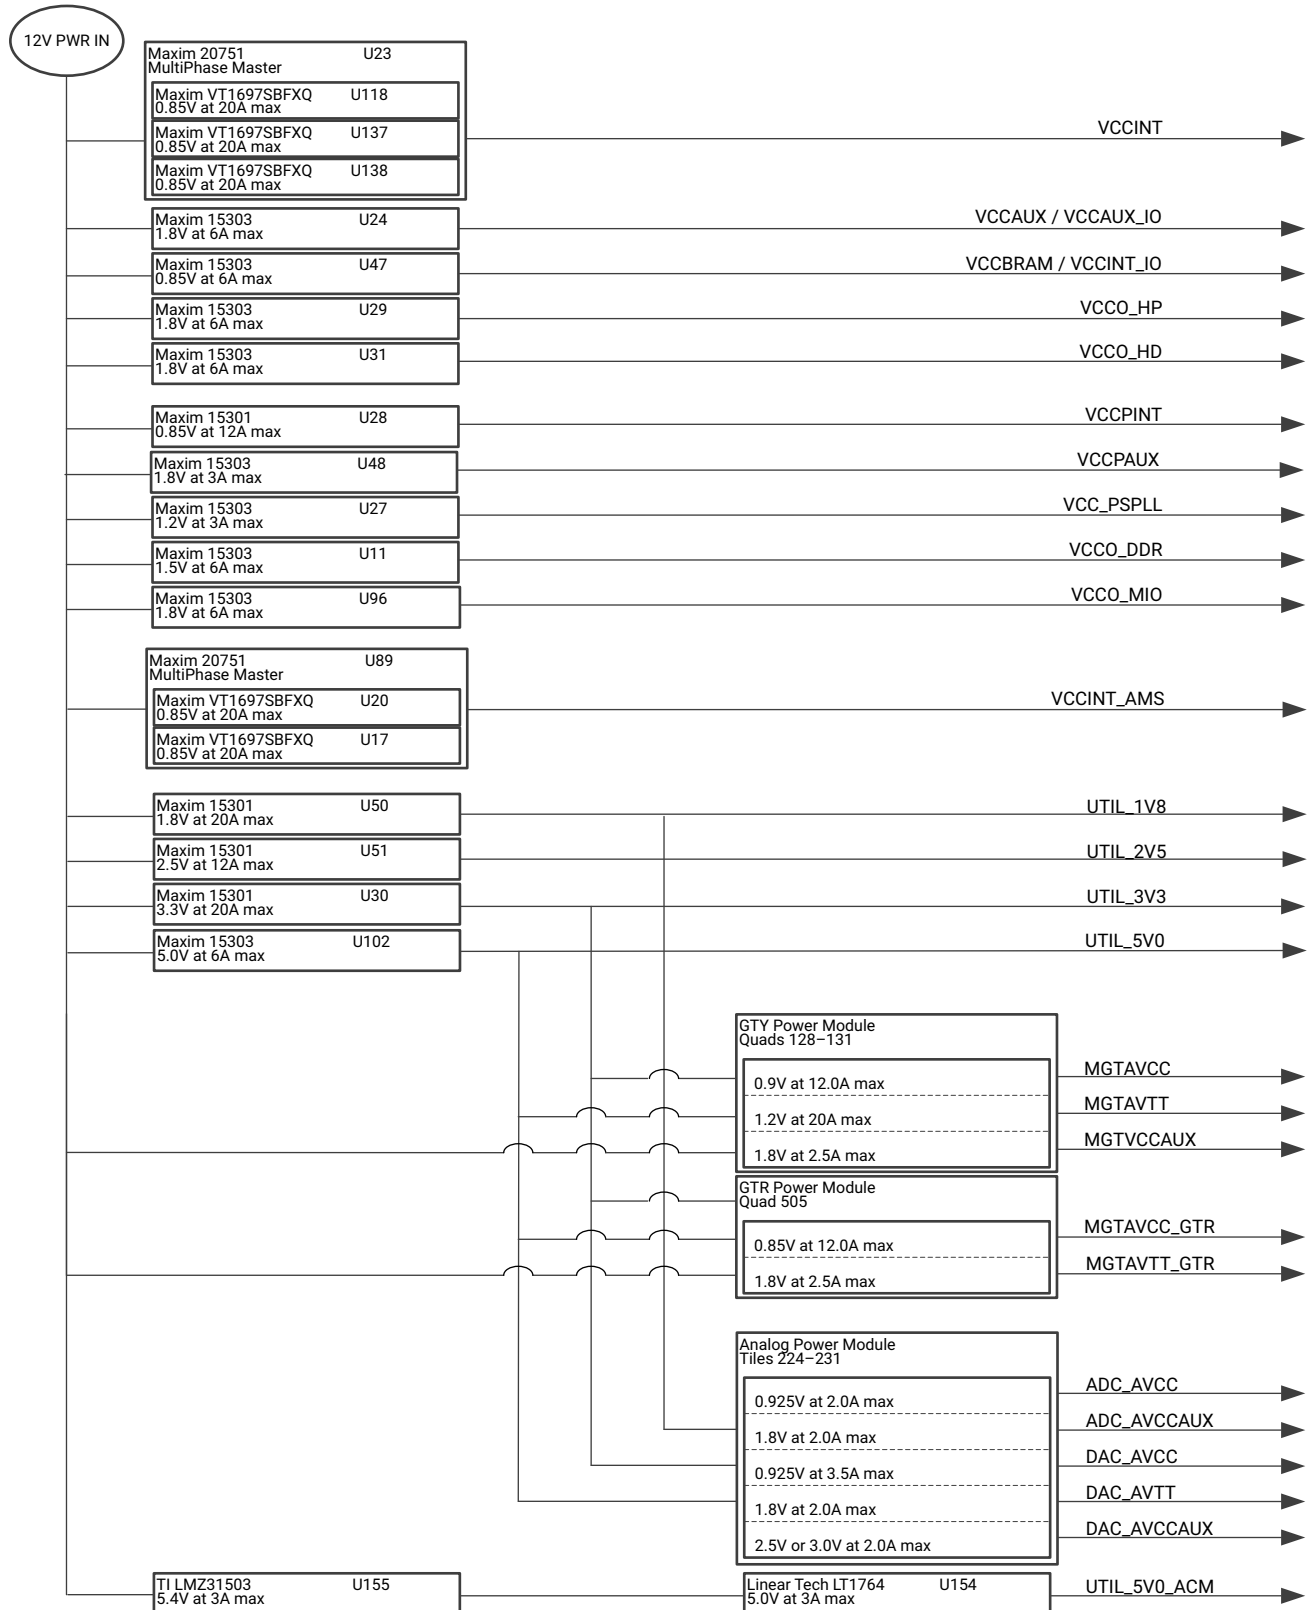 12V PWR IN
Maxim 20751 U23
MultiPhase Master
Maxim VT1697SBFXQ U118
0.85V at 20A max
Maxim VT1697SBFXQ U137
0.85V at 20A max
Maxim VT1697SBFXQ U138
0.85V at 20A max
VCCINT
Maxim 15303 U24
1.8V at 6A max
VCCAUX / VCCAUX_IO
Maxim 15303 U47
0.85V at 6A max
VCCBRAM / VCCINT_IO
Maxim 15303 U29
1.8V at 6A max
VCCO_HP
Maxim 15303 U31
1.8V at 6A max
VCCO_HD
Maxim 15301 U28
0.85V at 12A max
VCCPINT
Maxim 15303 U48
1.8V at 3A max
VCCPAUX
Maxim 15303 U27
1.2V at 3A max
VCC_PSPLL
Maxim 15303 U11
1.5V at 6A max
VCCO_DDR
Maxim 15303 U96
1.8V at 6A max
VCCO_MIO
Maxim 20751 U89
MultiPhase Master
Maxim VT1697SBFXQ U20
0.85V at 20A max
Maxim VT1697SBFXQ U17
0.85V at 20A max
VCCINT_AMS
Maxim 15301 U50
1.8V at 20A max
UTIL_1V8
Maxim 15301 U51
2.5V at 12A max
UTIL_2V5
Maxim 15301 U30
3.3V at 20A max
UTIL_3V3
Maxim 15303 U102
5.0V at 6A max
UTIL_5V0
GTY Power Module
Quads 128–131
0.9V at 12.0A max
MGTAVCC
1.2V at 20A max
MGTAVTT
1.8V at 2.5A max
MGTVCCAUX
GTR Power Module
Quad 505
0.85V at 12.0A max
MGTAVCC_GTR
1.8V at 2.5A max
MGTAVTT_GTR
Analog Power Module
Tiles 224–231
0.925V at 2.0A max
ADC_AVCC
1.8V at 2.0A max
ADC_AVCCAUX
0.925V at 3.5A max
DAC_AVCC
1.8V at 2.0A max
DAC_AVTT
2.5V or 3.0V at 2.0A max
DAC_AVCCAUX
TI LMZ31503 U155
5.4V at 3A max
Linear Tech LT1764 U154
5.0V at 3A max
UTIL_5V0_ACM